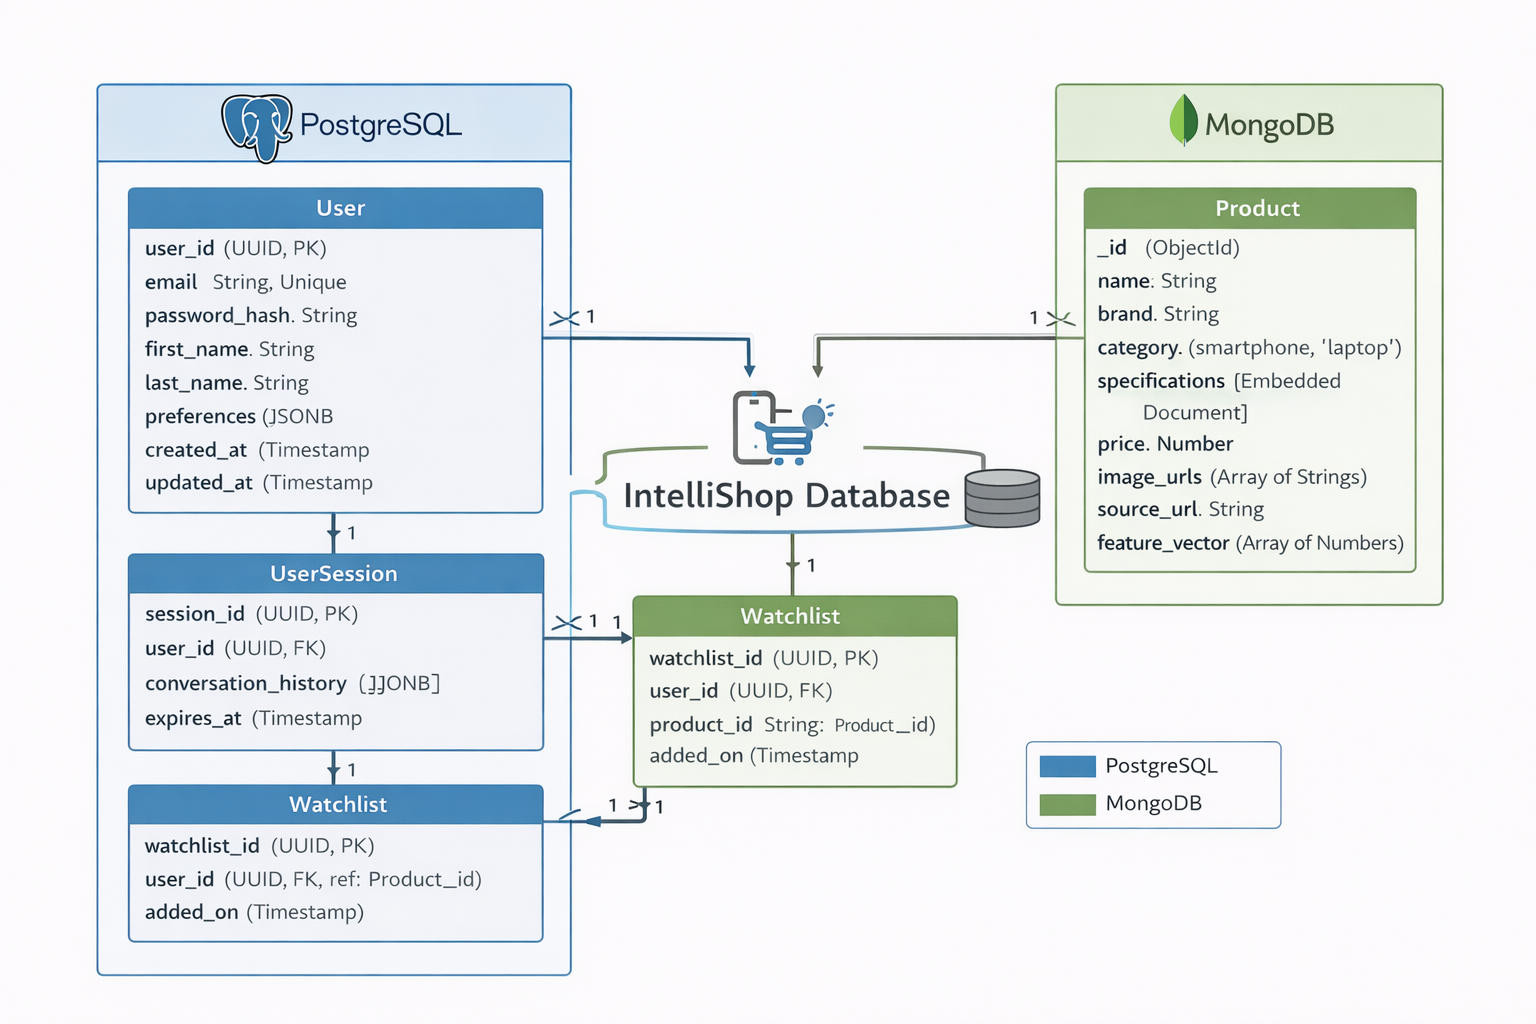 PostgreSQL
User
user_id (UUID, PK)
email String, Unique
password_hash. String
first_name. String
last_name. String
preferences (JSONB
created_at (Timestamp
updated_at (Timestamp
1
UserSession
session_id (UUID, PK)
user_id (UUID, FK)
conversation_history (]JJONB]
expires_at (Timestamp
1
Watchlist
watchlist_id (UUID, PK)
user_id (UUID, FK, ref: Product_id)
added_on (Timestamp)
1
1
IntelliShop Database
1
1 1
Watchlist
watchlist_id (UUID, PK)
user_id (UUID, FK)
product_id String: Product_id)
added_on (Timestamp
1 1
MongoDB
Product
_id (ObjectId)
name: String
brand. String
category. (smartphone, 'laptop')
specifications [Embedded
Document]
price. Number
image_urls (Array of Strings)
source_url. String
feature_vector (Array of Numbers)
PostgreSQL
MongoDB